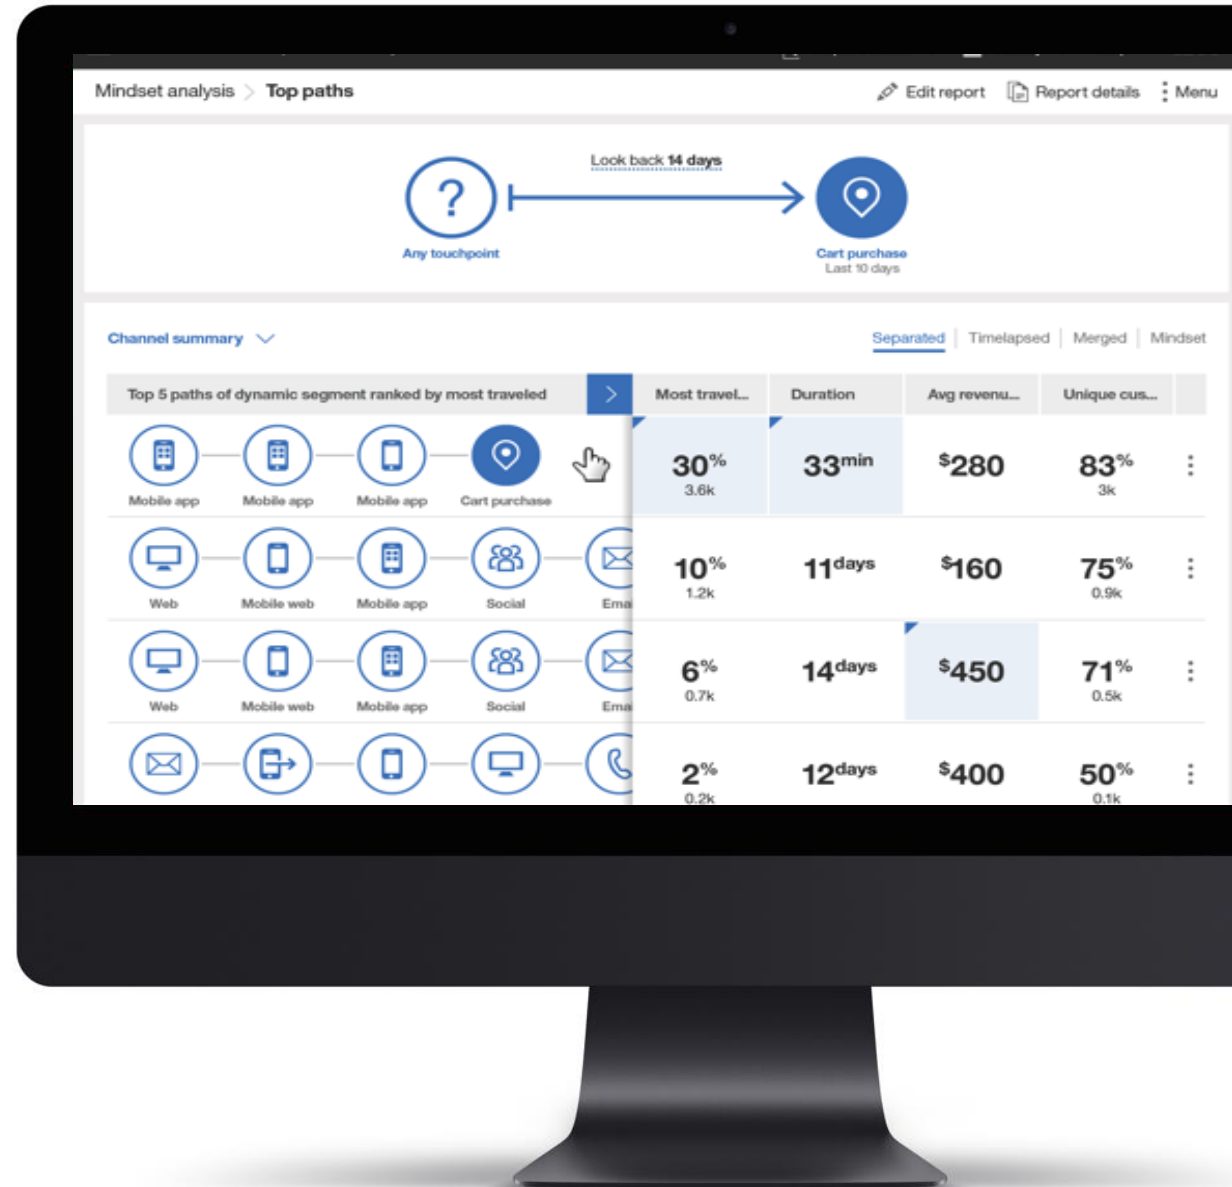 Mindset analysis > Top paths
Edit report
Report details
Menu
Look back 14 days
?
Any touchpoint
Cart purchase
Last 10 days
Channel summary
Separated | Timelapsed | Merged | Mindset
Top 5 paths of dynamic segment ranked by most traveled
Most travel...
Duration
Avg revenu...
Unique cus...
Mobile app
Mobile app
Mobile app
Cart purchase
30%
3.6k
33min
$280
83%
3k
Web
Mobile web
Mobile app
Social
Emai
10%
1.2k
11days
$160
75%
0.9k
Web
Mobile web
Mobile app
Social
Emai
6%
0.7k
14days
$450
71%
0.5k
2%
0.2k
12days
$400
50%
0.1k